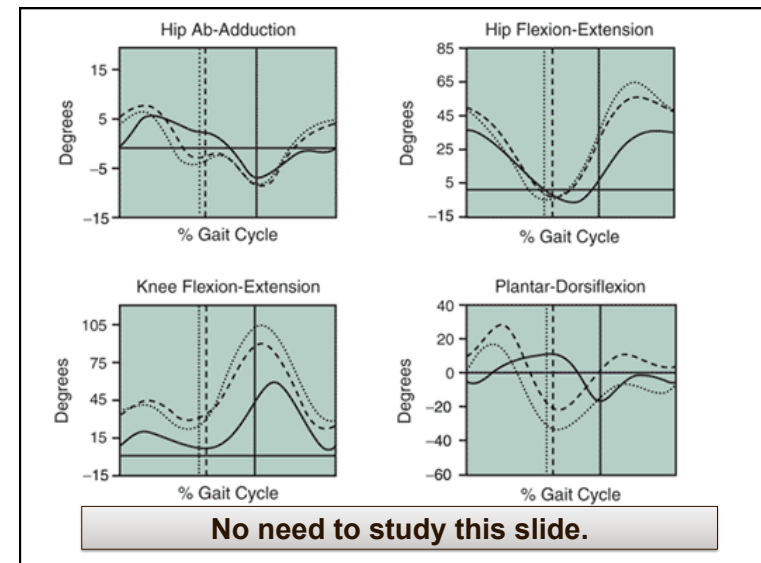 Hip Ab-Adduction
15
5
−5
−15
Degrees
% Gait Cycle
Hip Flexion-Extension
85
65
45
25
5
−15
Degrees
% Gait Cycle
Knee Flexion-Extension
105
75
45
15
−15
Degrees
% Gait Cycle
Plantar-Dorsiflexion
40
20
0
−20
−40
−60
Degrees
% Gait Cycle
No need to study this slide.